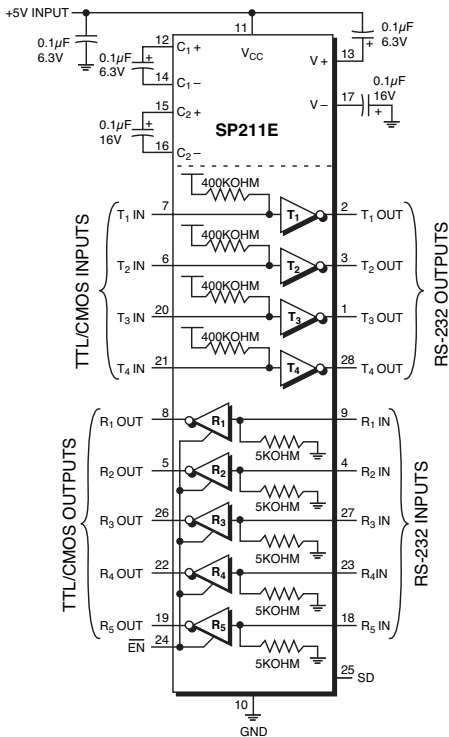 +5V INPUT
0.1µF
6.3V
0.1µF
6.3V
12
C1 +
14
C1 –
11
VCC
V +
13
0.1µF
6.3V
0.1µF
16V
15
C2 +
16
C2 –
V –
17
0.1µF
16V
SP211E
TTL/CMOS INPUTS
T1 IN
7
400KOHM
T1
2
T1 OUT
T2 IN
6
400KOHM
T2
3
T2 OUT
T3 IN
20
400KOHM
T3
1
T3 OUT
T4 IN
21
400KOHM
T4
28
T4 OUT
RS-232 OUTPUTS
TTL/CMOS OUTPUTS
R1 OUT
8
R1
9
R1 IN
5KOHM
R2 OUT
5
R2
4
R2 IN
5KOHM
R3 OUT
26
R3
27
R3 IN
5KOHM
R4 OUT
22
R4
23
R4IN
5KOHM
R5 OUT
19
R5
18
R5 IN
5KOHM
RS-232 INPUTS
EN
24
25
SD
10
GND